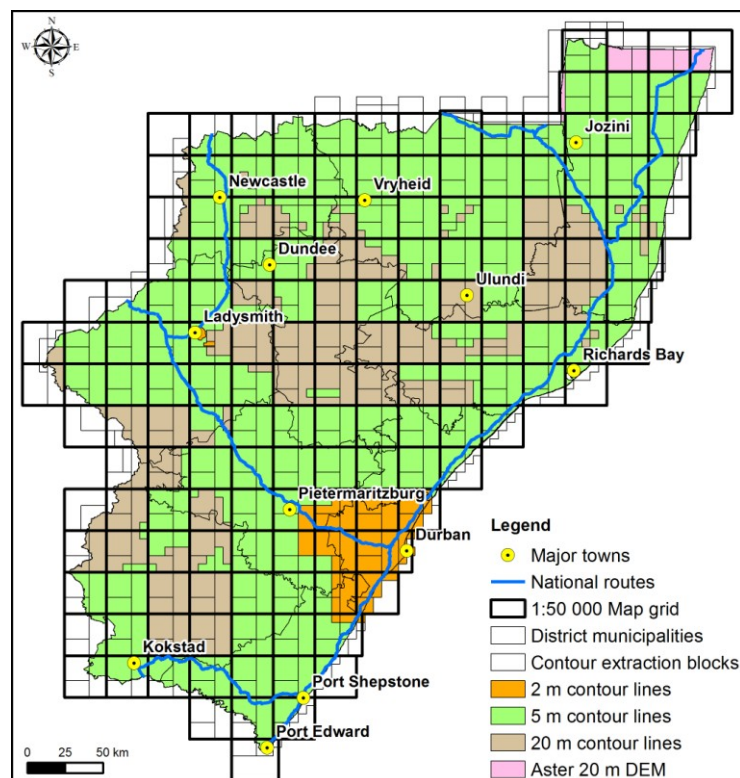 N
W E
S
Jozini
Newcastle
Vryheid
Dundee
Ulundi
Ladysmith
Richards Bay
Pietermaritzburg
Durban
Kokstad
Port Shepstone
Port Edward
Legend
Major towns
National routes
1:50 000 Map grid
District municipalities
Contour extraction blocks
2 m contour lines
5 m contour lines
20 m contour lines
Aster 20 m DEM
0 25 50 km